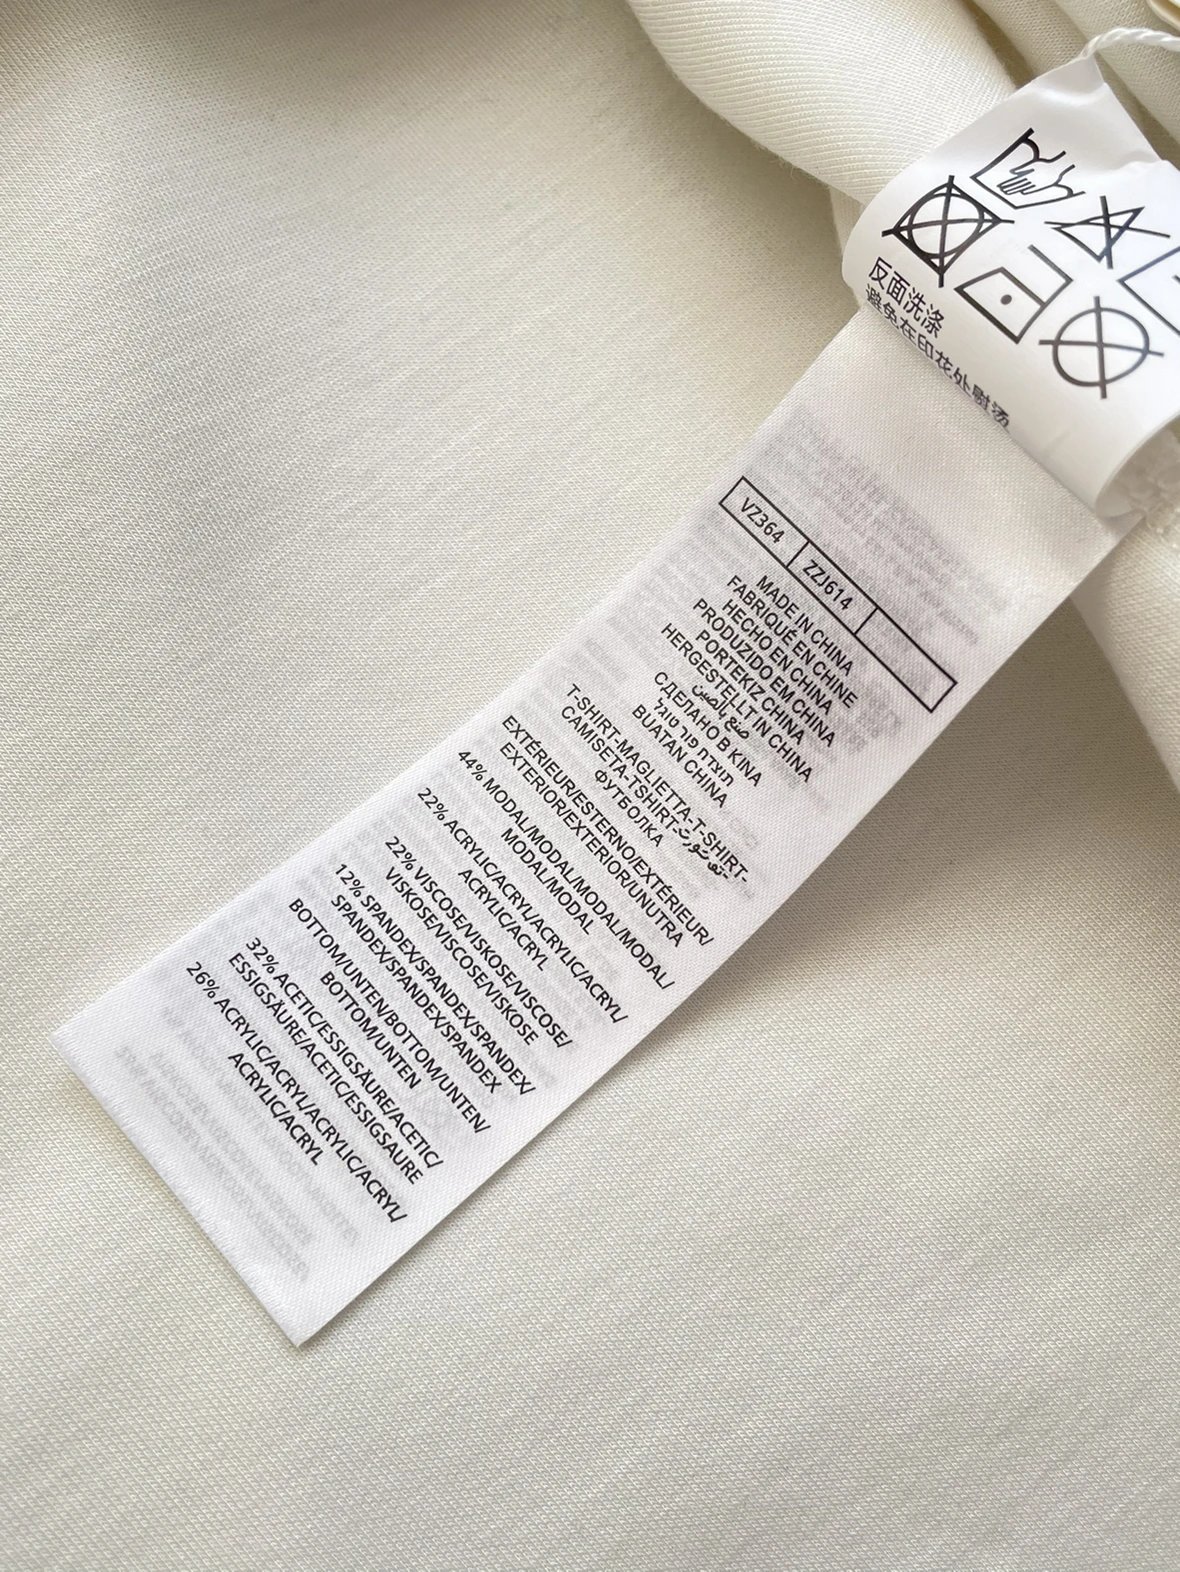 反面洗涤
避免在印花处熨烫
VZ364 ZZJ614
MADE IN CHINA
FABRIQUÉ EN CHINE
HECHO EN CHINA
PRODUZIDO EM CHINA
PORTEKIZ CHINA
HERGESTELLT IN CHINA
صنع بالصين
СДЕЛАНО В KINA
תוצדח פור טוגל
BUATAN CHINA
T-SHIRT-MAGLIETTA-T-SHIRT-
CAMISETA-TSHIRT-
ФУТБОЛКА
EXTÉRIEUR/ESTERNO/EXTÉRIEUR/
EXTERIOR/EXTERIOR/UNUTRA
44% MODAL/MODAL/MODAL/MODAL/
MODAL/MODAL
22% ACRYLIC/ACRYL/ACRYLIC/ACRYL/
ACRYLIC/ACRYL
22% VISCOSE/VISKOSE/VISCOSE/
VISKOSE/VISCOSE/VISKOSE
12% SPANDEX/SPANDEX/SPANDEX/
SPANDEX/SPANDEX/SPANDEX
BOTTOM/UNTEN/BOTTOM/UNTEN/
BOTTOM/UNTEN
32% ACETIC/ESSIGSÄURE/ACETIC/
ESSIGSÄURE/ACETIC/ESSIGSAURE
26% ACRYLIC/ACRYL/ACRYLIC/ACRYL/
ACRYLIC/ACRYL